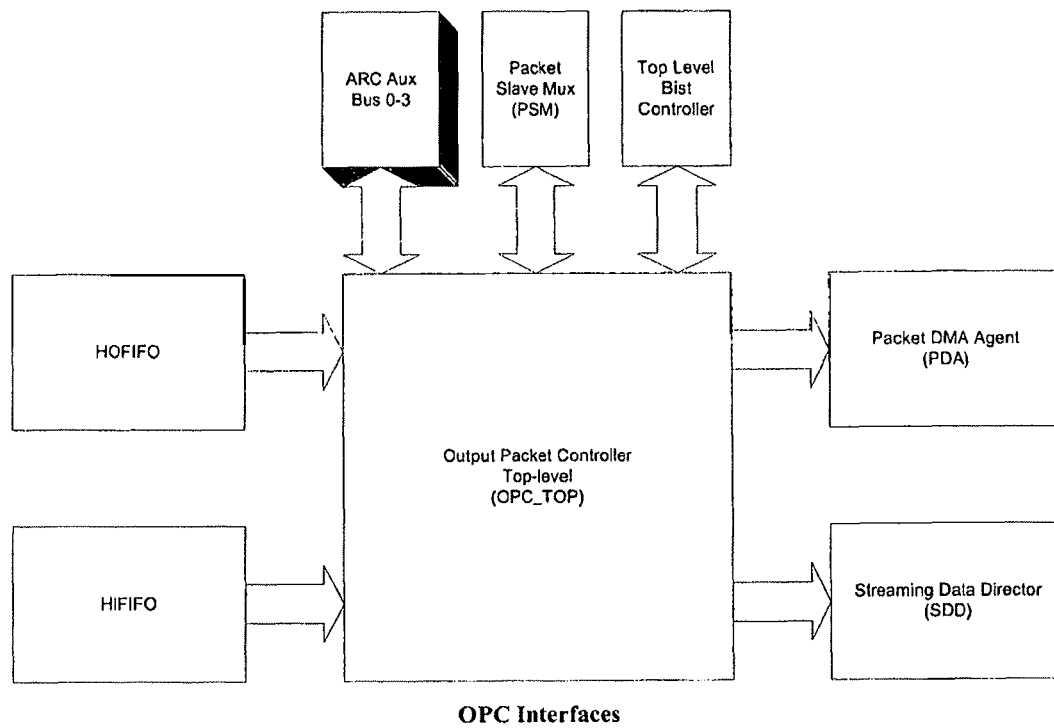 ARC Aux
Bus 0-3
Packet
Slave Mux
(PSM)
Top Level
Bist
Controller
HOFIFO
Packet DMA Agent
(PDA)
Output Packet Controller
Top-level
(OPC_TOP)
HIFIFO
Streaming Data Director
(SDD)
OPC Interfaces